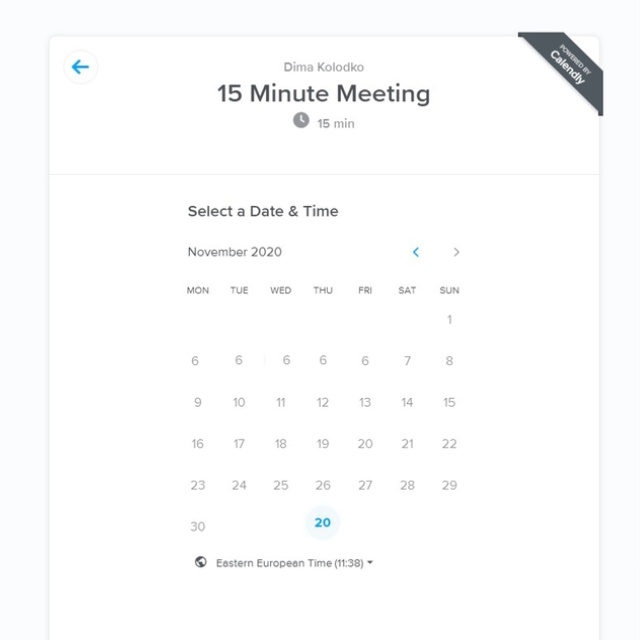 Dima Kolodko
15 Minute Meeting
15 min
POWERED BY
Calendly
Select a Date & Time
November 2020
MON TUE WED THU FRI SAT SUN
1
6 6 6 6 6 7 8
9 10 11 12 13 14 15
16 17 18 19 20 21 22
23 24 25 26 27 28 29
30 20
Eastern European Time (11:38)